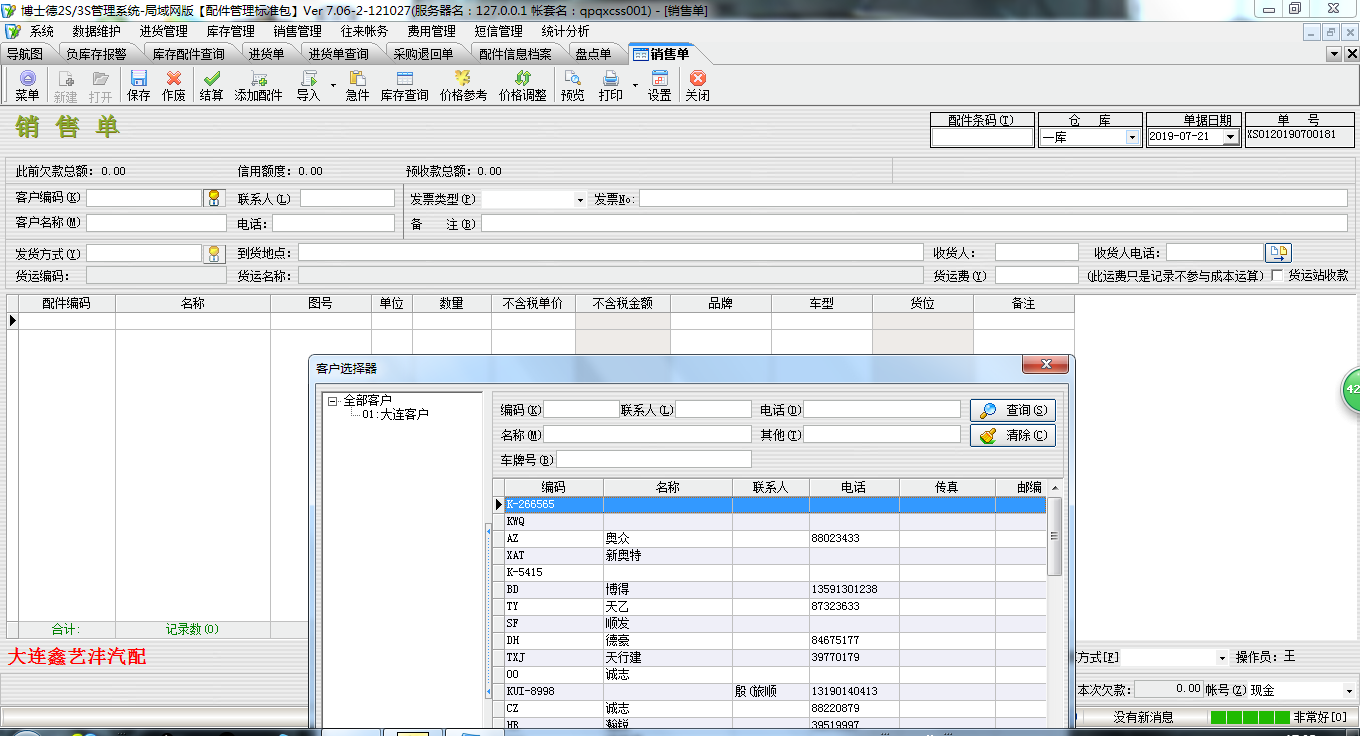 博士德2S/3S管理系统-局域网版【配件管理标准包】Ver 7.06-2-121027(服务器名：127.0.0.1 帐套名：qpqxcss001) - [销售单]
系统 数据维护 进货管理 库存管理 销售管理 往来帐务 费用管理 短信管理 统计分析
导航图 负库存报警 库存配件查询 进货单 进货单查询 采购退回单 配件信息档案 盘点单 销售单
菜单 新建 打开 保存 作废 结算 添加配件 导入 急件 库存查询 价格参考 价格调整 预览 打印 设置 关闭
销售单
配件条码(T) 仓 库 单据日期 单 号
一库 2019-07-21 XS0120190700181
此前欠款总额：0.00 信用额度：0.00 预收款总额：0.00
客户编码(K) 联系人(L) 发票类型(P) 发票No:
客户名称(M) 电话： 备 注(B)
发货方式(Y) 到货地点： 收货人： 收货人电话：
货运编码： 货运名称： 货运费(Y) (此运费只是记录不参与成本运算) 货运站收款
配件编码 名称 图号 单位 数量 不含税单价 不含税金额 品牌 车型 货位 备注
客户选择器
全部客户
01:大连客户
编码(K) 联系人(L) 电话(D) 查询(S)
名称(M) 其他(T) 清除(C)
车牌号(B)
编码 名称 联系人 电话 传真 邮编
K-266565
KWQ
AZ 奥众 88023433
XAT 新奥特
K-5415
BD 博得 13591301238
TY 天乙 87323633
SF 顺发
DH 德豪 84675177
TXJ 天行建 39770179
OO 诚志
KUI-8998 殷(旅顺 13190140413
CZ 诚志 88220879
HR 瀚锐 39519997
合计: 记录数(0)
大连鑫艺沣汽配
方式[F] 操作员：王
本次欠款： 0.00 帐号(Z) 现金
没有新消息 非常好[0]
42